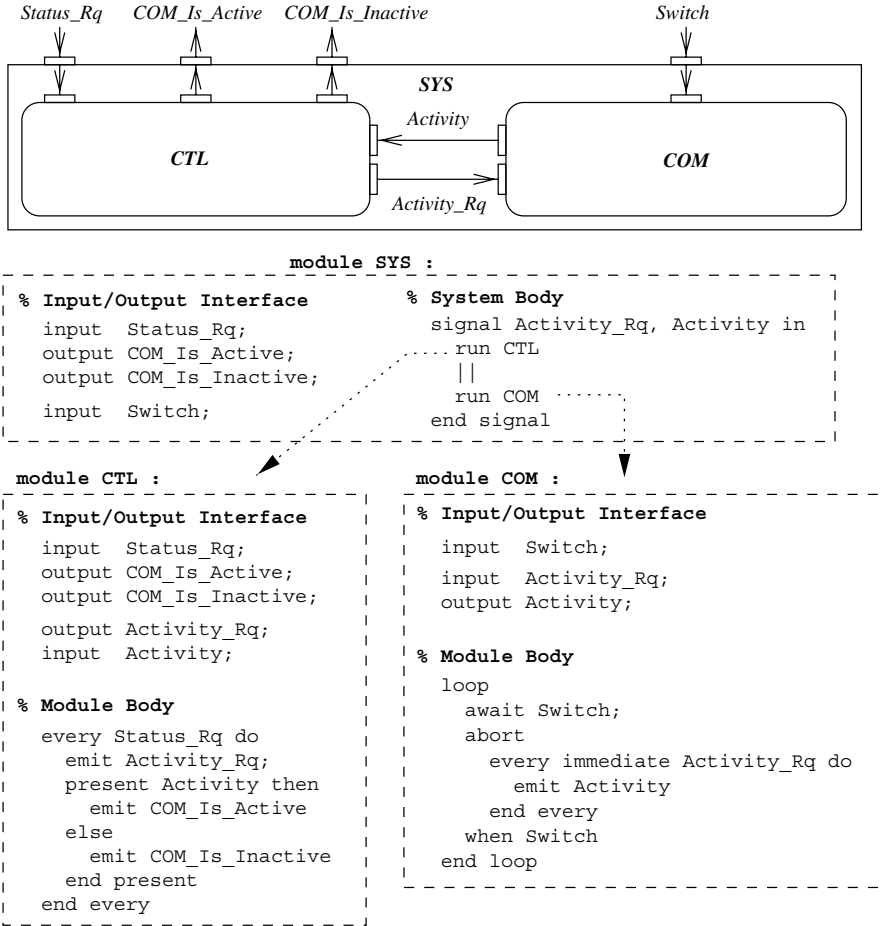 Status_Rq COM_Is_Active COM_Is_Inactive Switch
SYS
Activity
CTL
COM
Activity_Rq
module SYS :
% Input/Output Interface
input Status_Rq;
output COM_Is_Active;
output COM_Is_Inactive;
input Switch;
% System Body
signal Activity_Rq, Activity in
run CTL
||
run COM
end signal
module CTL :
% Input/Output Interface
input Status_Rq;
output COM_Is_Active;
output COM_Is_Inactive;
output Activity_Rq;
input Activity;
% Module Body
every Status_Rq do
emit Activity_Rq;
present Activity then
emit COM_Is_Active
else
emit COM_Is_Inactive
end present
end every
module COM :
% Input/Output Interface
input Switch;
input Activity_Rq;
output Activity;
% Module Body
loop
await Switch;
abort
every immediate Activity_Rq do
emit Activity
end every
when Switch
end loop